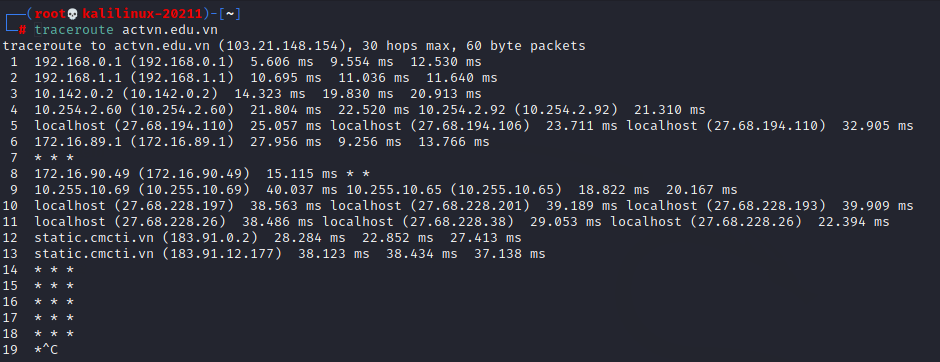 ┌──(root💀kalilinux-20211)-[~]
└─# traceroute actvn.edu.vn
traceroute to actvn.edu.vn (103.21.148.154), 30 hops max, 60 byte packets
 1  192.168.0.1 (192.168.0.1)  5.606 ms  9.554 ms  12.530 ms
 2  192.168.1.1 (192.168.1.1)  10.695 ms  11.036 ms  11.640 ms
 3  10.142.0.2 (10.142.0.2)  14.323 ms  19.830 ms  20.913 ms
 4  10.254.2.60 (10.254.2.60)  21.804 ms  22.520 ms 10.254.2.92 (10.254.2.92)  21.310 ms
 5  localhost (27.68.194.110)  25.057 ms localhost (27.68.194.106)  23.711 ms localhost (27.68.194.110)  32.905 ms
 6  172.16.89.1 (172.16.89.1)  27.956 ms  9.256 ms  13.766 ms
 7  * * *
 8  172.16.90.49 (172.16.90.49)  15.115 ms * *
 9  10.255.10.69 (10.255.10.69)  40.037 ms 10.255.10.65 (10.255.10.65)  18.822 ms  20.167 ms
10  localhost (27.68.228.197)  38.563 ms localhost (27.68.228.201)  39.189 ms localhost (27.68.228.193)  39.909 ms
11  localhost (27.68.228.26)  38.486 ms localhost (27.68.228.38)  29.053 ms localhost (27.68.228.26)  22.394 ms
12  static.cmcti.vn (183.91.0.2)  28.284 ms  22.852 ms  27.413 ms
13  static.cmcti.vn (183.91.12.177)  38.123 ms  38.434 ms  37.138 ms
14  * * *
15  * * *
16  * * *
17  * * *
18  * * *
19  *^C